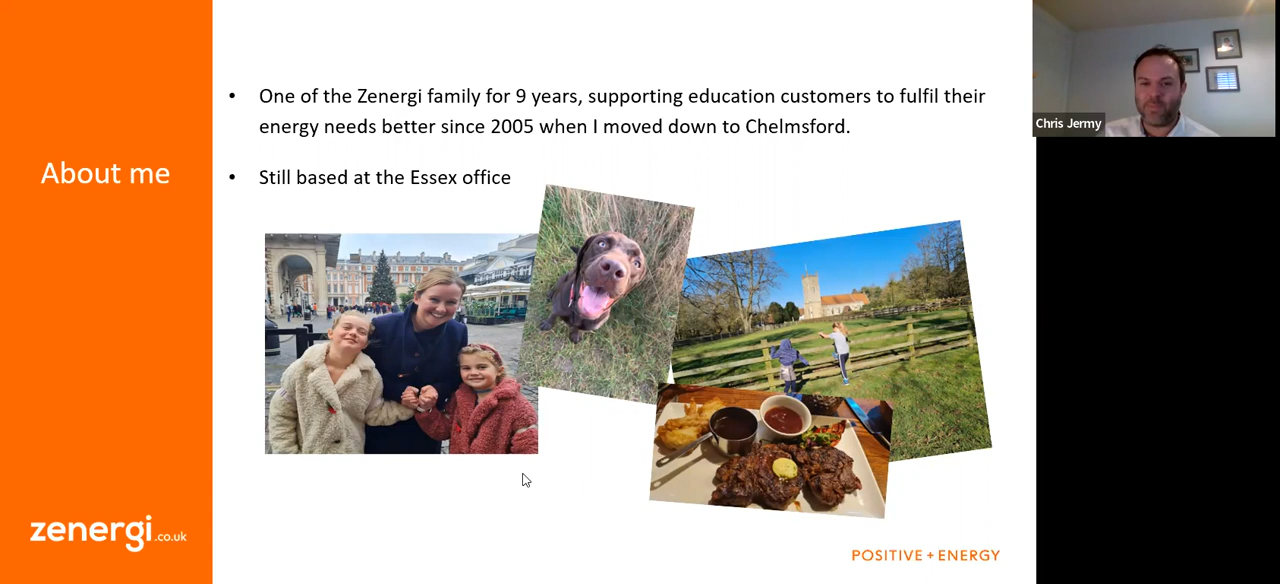 About me
• One of the Zenergi family for 9 years, supporting education customers to fulfil their
energy needs better since 2005 when I moved down to Chelmsford.
• Still based at the Essex office
zenergi.co.uk
POSITIVE + ENERGY
Chris Jermy